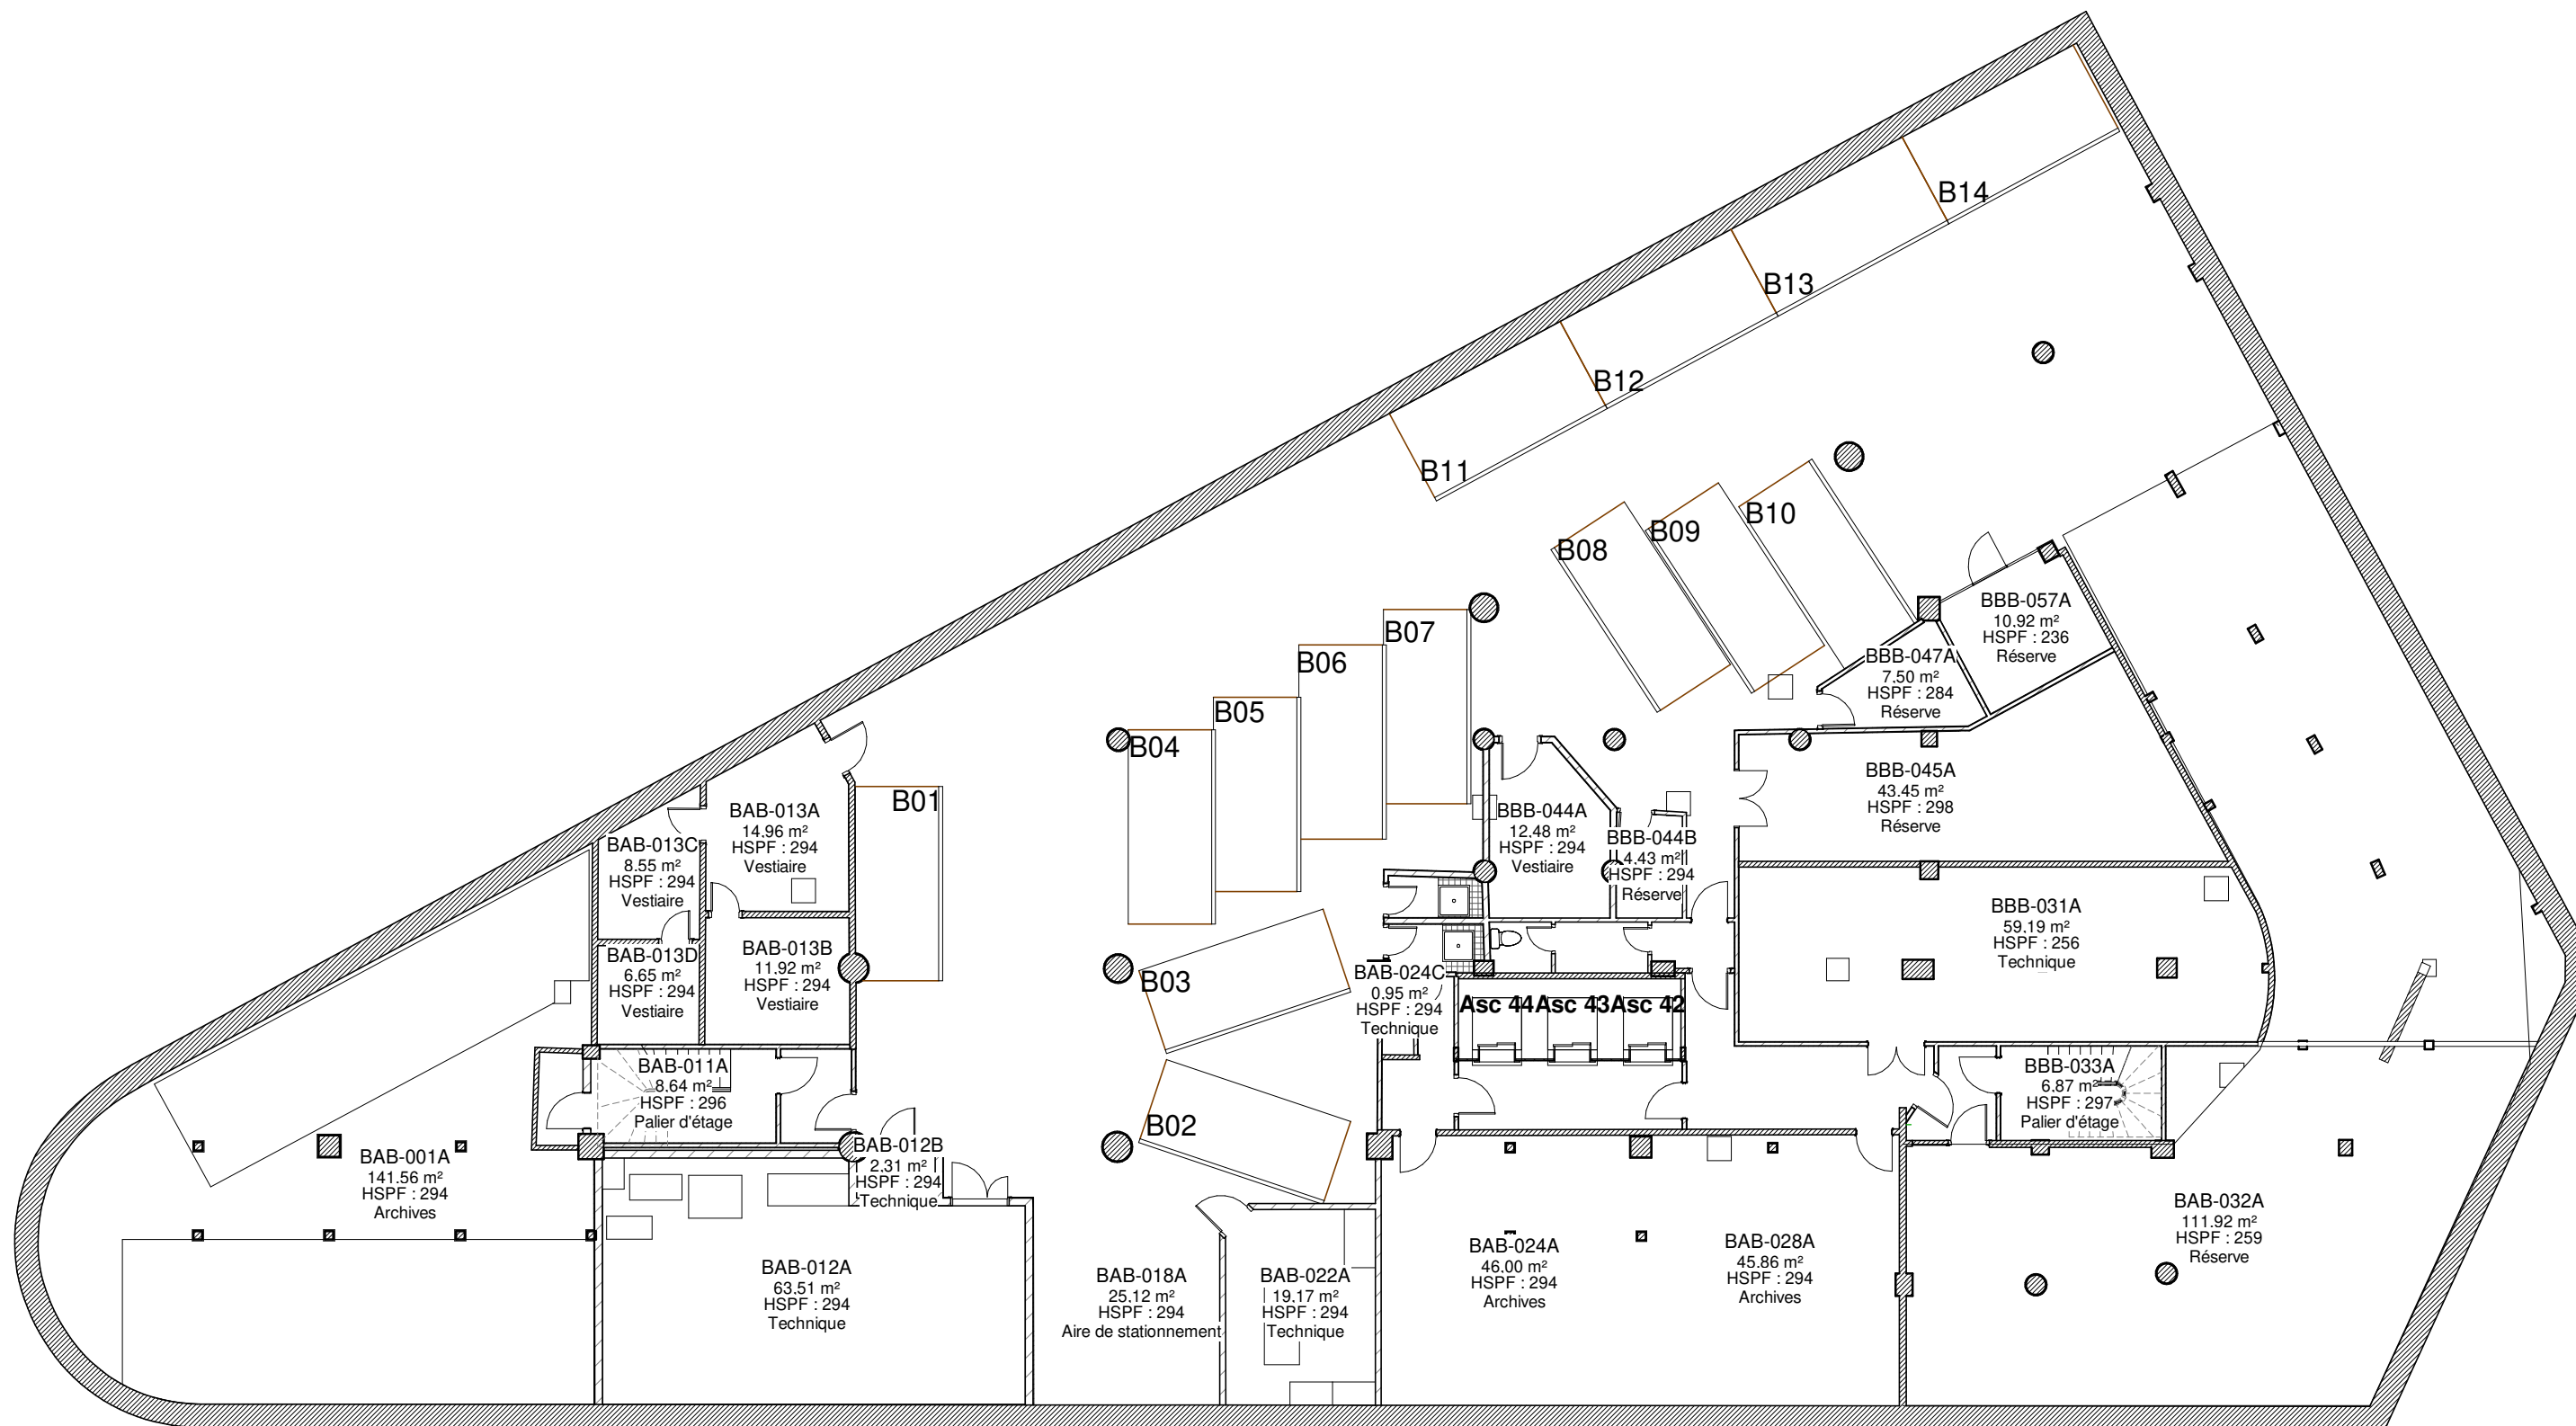 B14
B13
B12
B11
B10
B09
B08
B07
B06
B05
B04
B01
B03
B02
BBB-057A
10.92 m²
HSPF : 236
Réserve
BBB-047A
7.50 m²
HSPF : 284
Réserve
BBB-045A
43.45 m²
HSPF : 298
Réserve
BAB-013A
14.96 m²
HSPF : 294
Vestiaire
BBB-044A
12.48 m²
HSPF : 294
Vestiaire
BBB-044B
4.43 m²
HSPF : 294
Réserve
BAB-013C
8.55 m²
HSPF : 294
Vestiaire
BBB-031A
59.19 m²
HSPF : 256
Technique
BAB-013B
11.92 m²
HSPF : 294
Vestiaire
BAB-013D
6.65 m²
HSPF : 294
Vestiaire
BAB-024C
0.95 m²
HSPF : 294
Technique
Asc 44 Asc 43 Asc 42
BAB-011A
8.64 m²
HSPF : 296
Palier d'étage
BBB-033A
6.87 m²
HSPF : 297
Palier d'étage
BAB-012B
2.31 m²
HSPF : 294
Technique
BAB-001A
141.56 m²
HSPF : 294
Archives
BAB-032A
111.92 m²
HSPF : 259
Réserve
BAB-012A
63.51 m²
HSPF : 294
Technique
BAB-018A
25.12 m²
HSPF : 294
Aire de stationnement
BAB-022A
19.17 m²
HSPF : 294
Technique
BAB-024A
46.00 m²
HSPF : 294
Archives
BAB-028A
45.86 m²
HSPF : 294
Archives